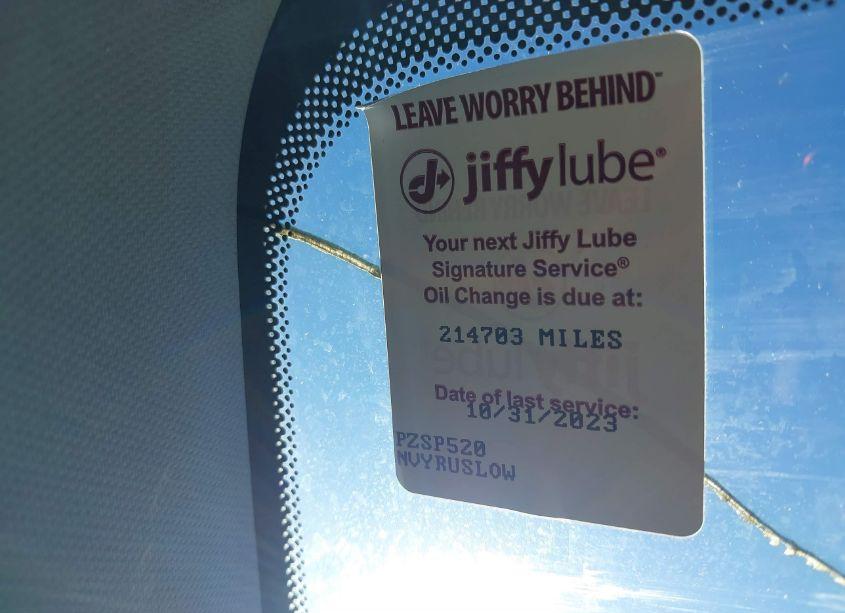 LEAVE WORRY BEHIND™
jiffy lube®
Your next Jiffy Lube
Signature Service®
Oil Change is due at:
214703 MILES
Date of last service:
10/31/2023
PZSP520
NVYRUSLOW